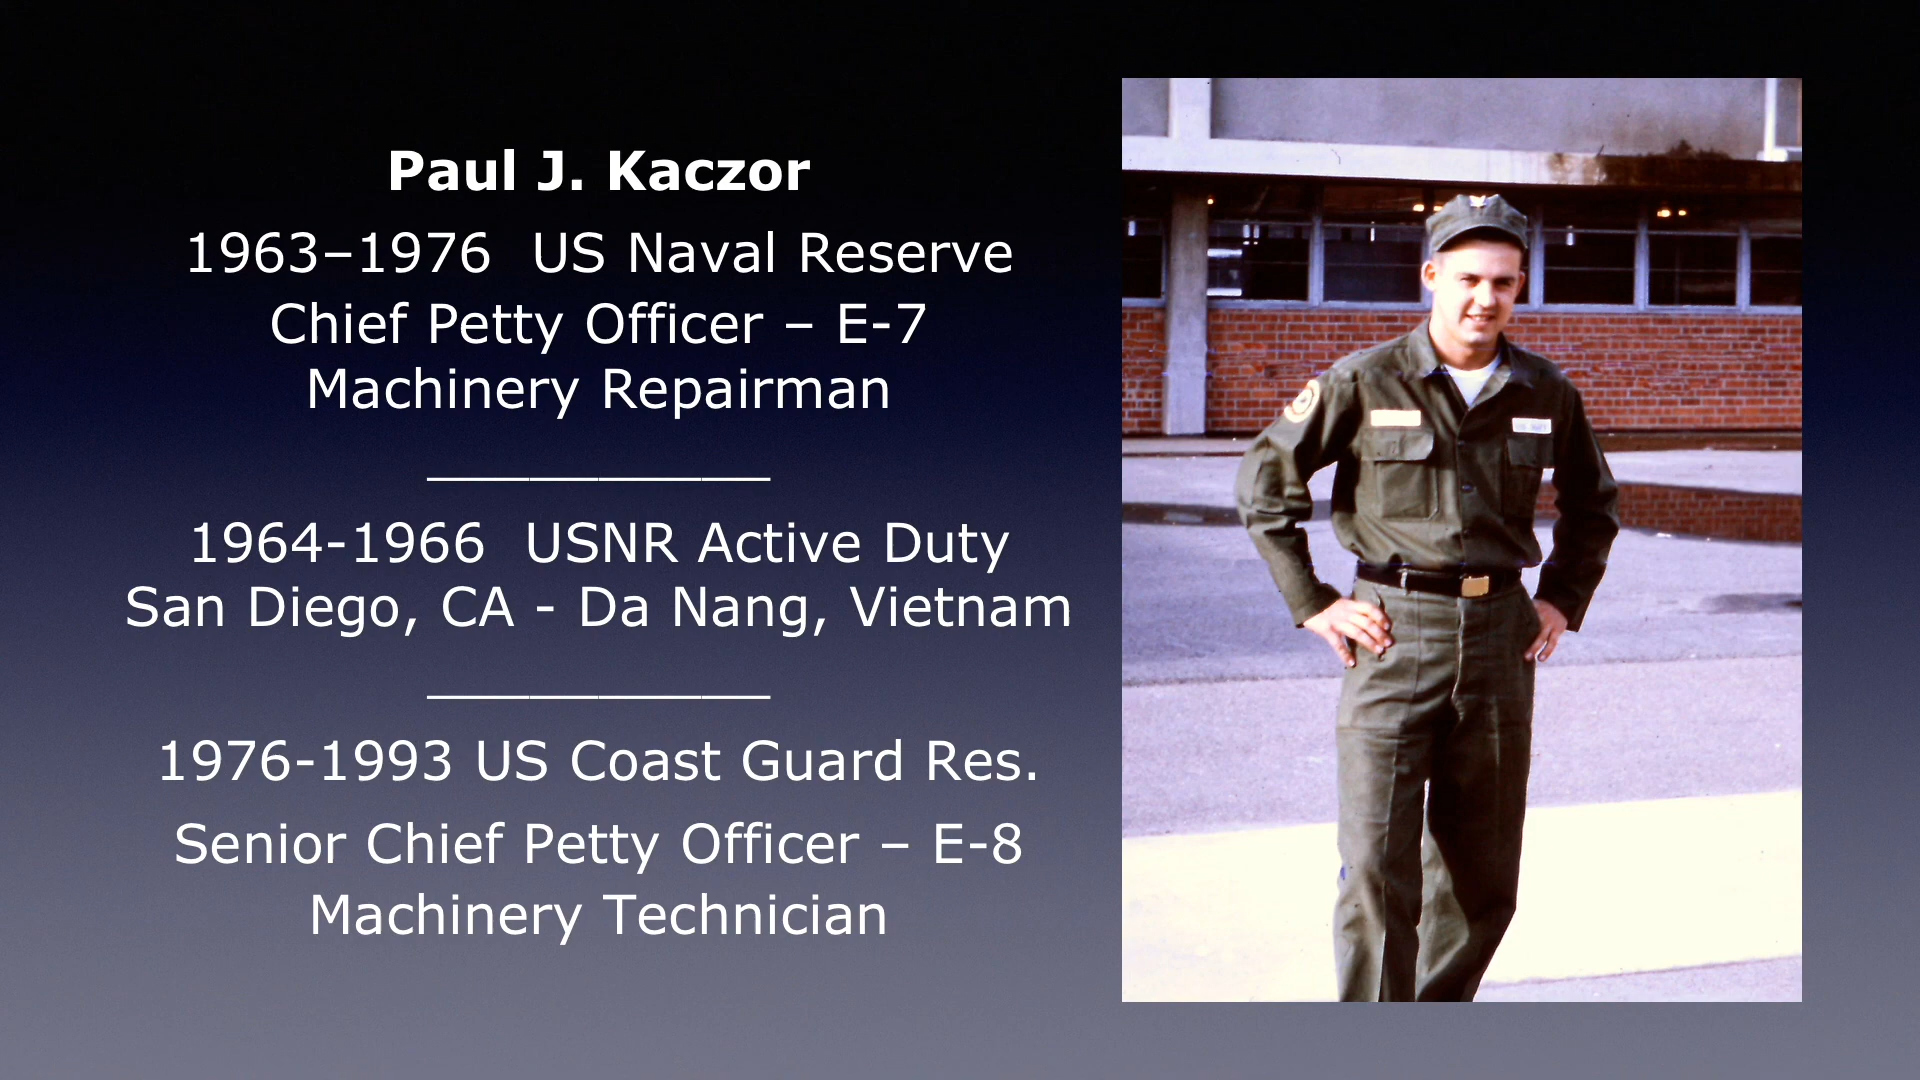 Paul J. Kaczor
1963–1976 US Naval Reserve
Chief Petty Officer – E-7
Machinery Repairman
1964-1966 USNR Active Duty
San Diego, CA - Da Nang, Vietnam
1976-1993 US Coast Guard Res.
Senior Chief Petty Officer – E-8
Machinery Technician